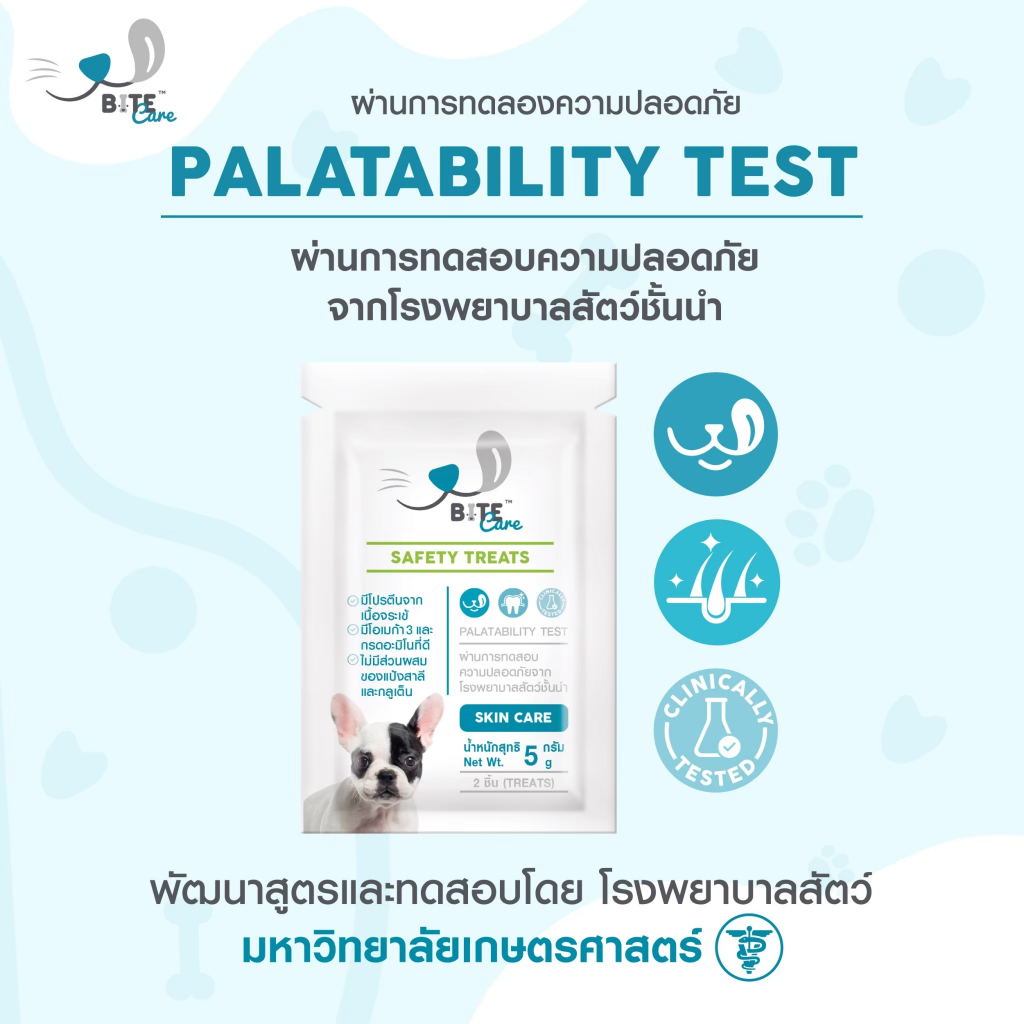 BITE™
Care
ผ่านการทดลองความปลอดภัย
PALATABILITY TEST
ผ่านการทดสอบความปลอดภัย
จากโรงพยาบาลสัตว์ชั้นนำ
BITE™
Care
SAFETY TREATS
มีโปรตีนจาก
เนื้อจระเข้
มีโอเมก้า 3 และ
กรดอะมิโนที่ดี
ไม่มีส่วนผสม
ของแป้งสาลี
และกลูเต็น
CLINICALLY
TESTED
PALATABILITY TEST
ผ่านการทดสอบ
ความปลอดภัยจาก
โรงพยาบาลสัตว์ชั้นนำ
SKIN CARE
น้ำหนักสุทธิ 5 กรัม
Net Wt. g
2 ชิ้น (TREATS)
CLINICALLY
TESTED
พัฒนาสูตรและทดสอบโดย โรงพยาบาลสัตว์
มหาวิทยาลัยเกษตรศาสตร์